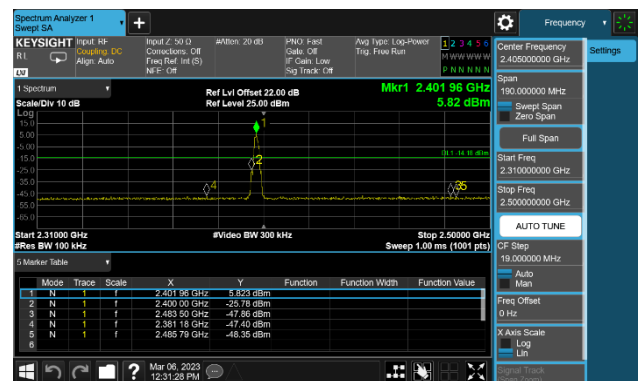 Spectrum Analyzer 1
Swept SA
+
Frequency
KEYSIGHT
RL
LXI
Input: RF
Coupling: DC
Align: Auto
Input Z: 50 Ω
Corrections: Off
Freq Ref: Int (S)
NFE: Off
#Atten: 20 dB
PNO: Fast
Gate: Off
IF Gain: Low
Sig Track: Off
Avg Type: Log-Power
Trig: Free Run
1 2 3 4 5 6
M W W W W W
P N N N N N
Center Frequency
2.405000000 GHz
Settings
Span
190.000000 MHz
Swept Span
Zero Span
Full Span
Start Freq
2.310000000 GHz
Stop Freq
2.500000000 GHz
AUTO TUNE
CF Step
19.000000 MHz
Auto
Man
Freq Offset
0 Hz
X Axis Scale
Log
Lin
Signal Track
1 Spectrum
Scale/Div 10 dB
Ref Lvl Offset 22.00 dB
Ref Level 25.00 dBm
Mkr1 2.401 96 GHz
5.82 dBm
Log
15.0
5.00
-5.00
-15.0
-25.0
-35.0
-45.0
-55.0
-65.0
1
2
4
35
DL1 -14.18 dBm
Start 2.31000 GHz
#Res BW 100 kHz
#Video BW 300 kHz
Stop 2.50000 GHz
Sweep 1.00 ms (1001 pts)
5 Marker Table
Mode Trace Scale X Y Function Function Width Function Value
1 N 1 f 2.401 96 GHz 5.823 dBm
2 N 1 f 2.400 00 GHz -25.78 dBm
3 N 1 f 2.483 50 GHz -47.86 dBm
4 N 1 f 2.381 18 GHz -47.40 dBm
5 N 1 f 2.485 79 GHz -48.35 dBm
6
?
Mar 06, 2023
12:31:28 PM